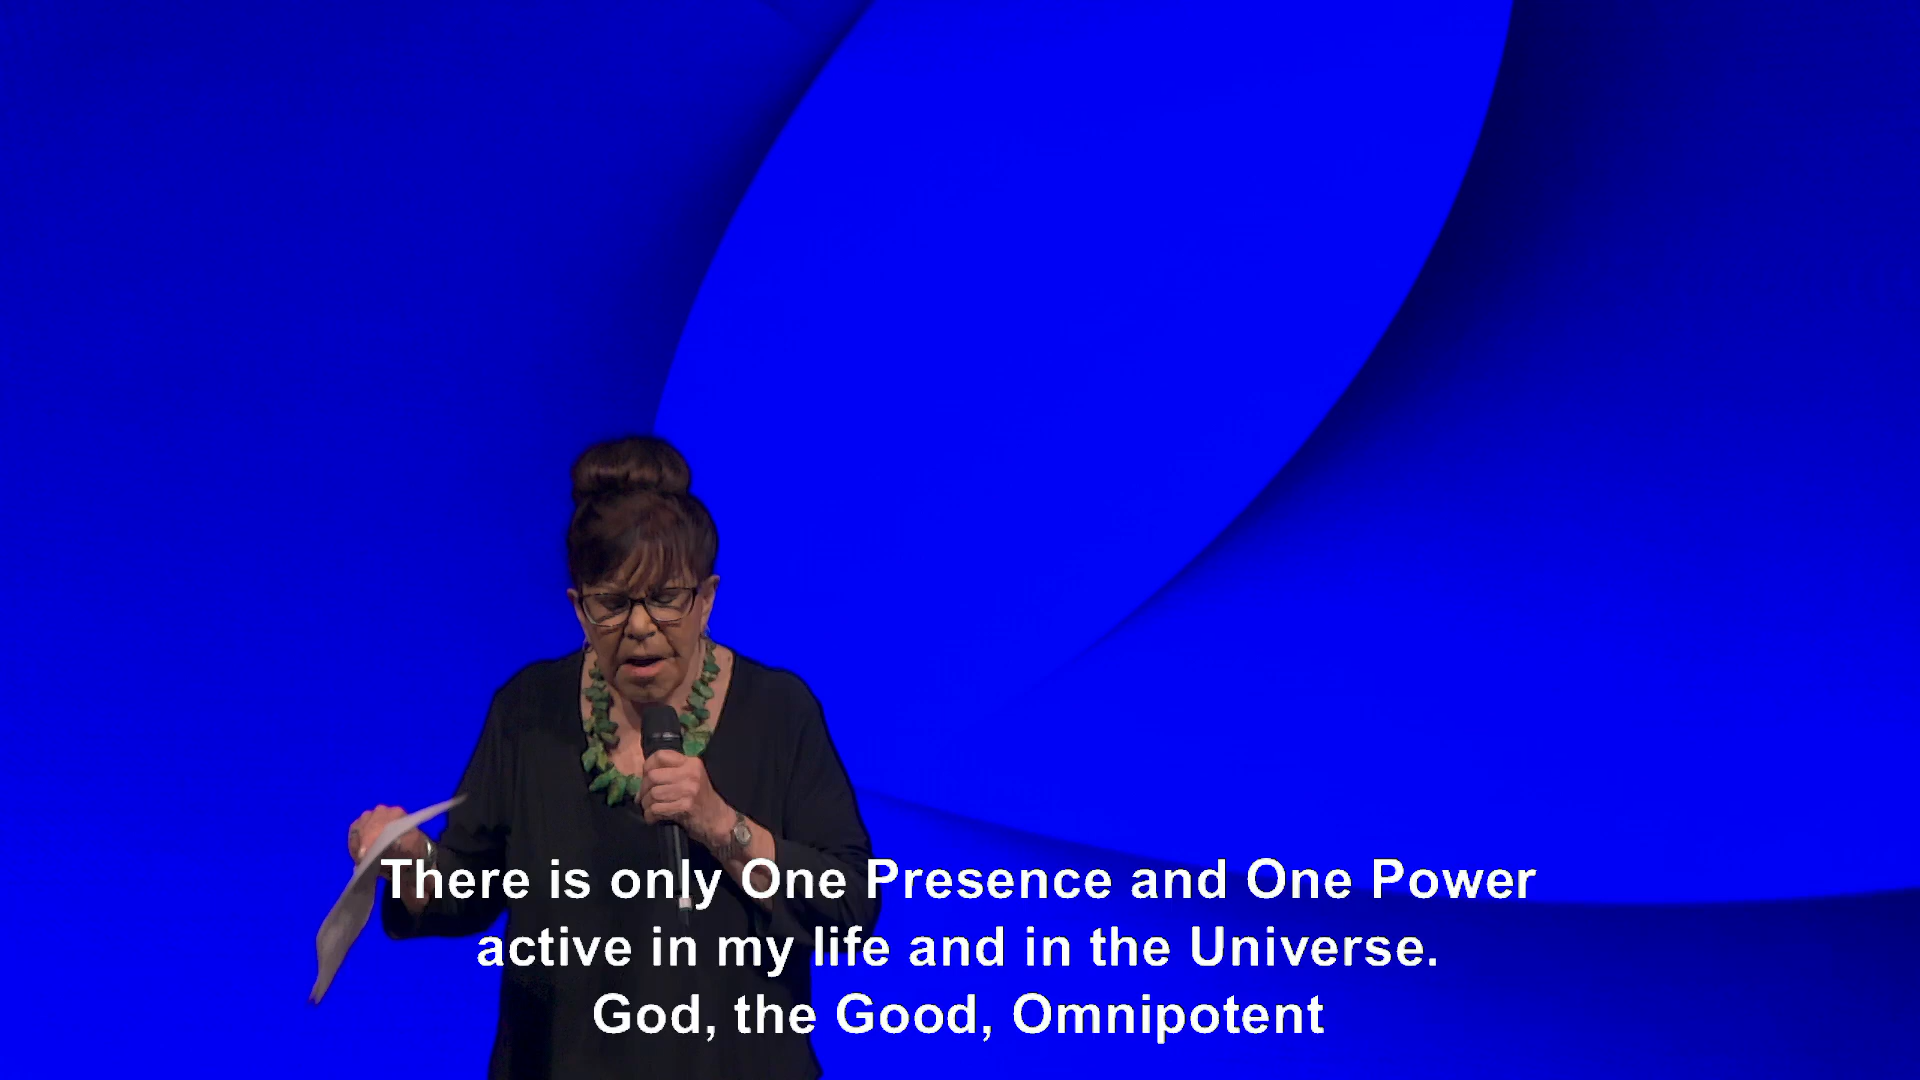 There is only One Presence and One Power
active in my life and in the Universe.
God, the Good, Omnipotent